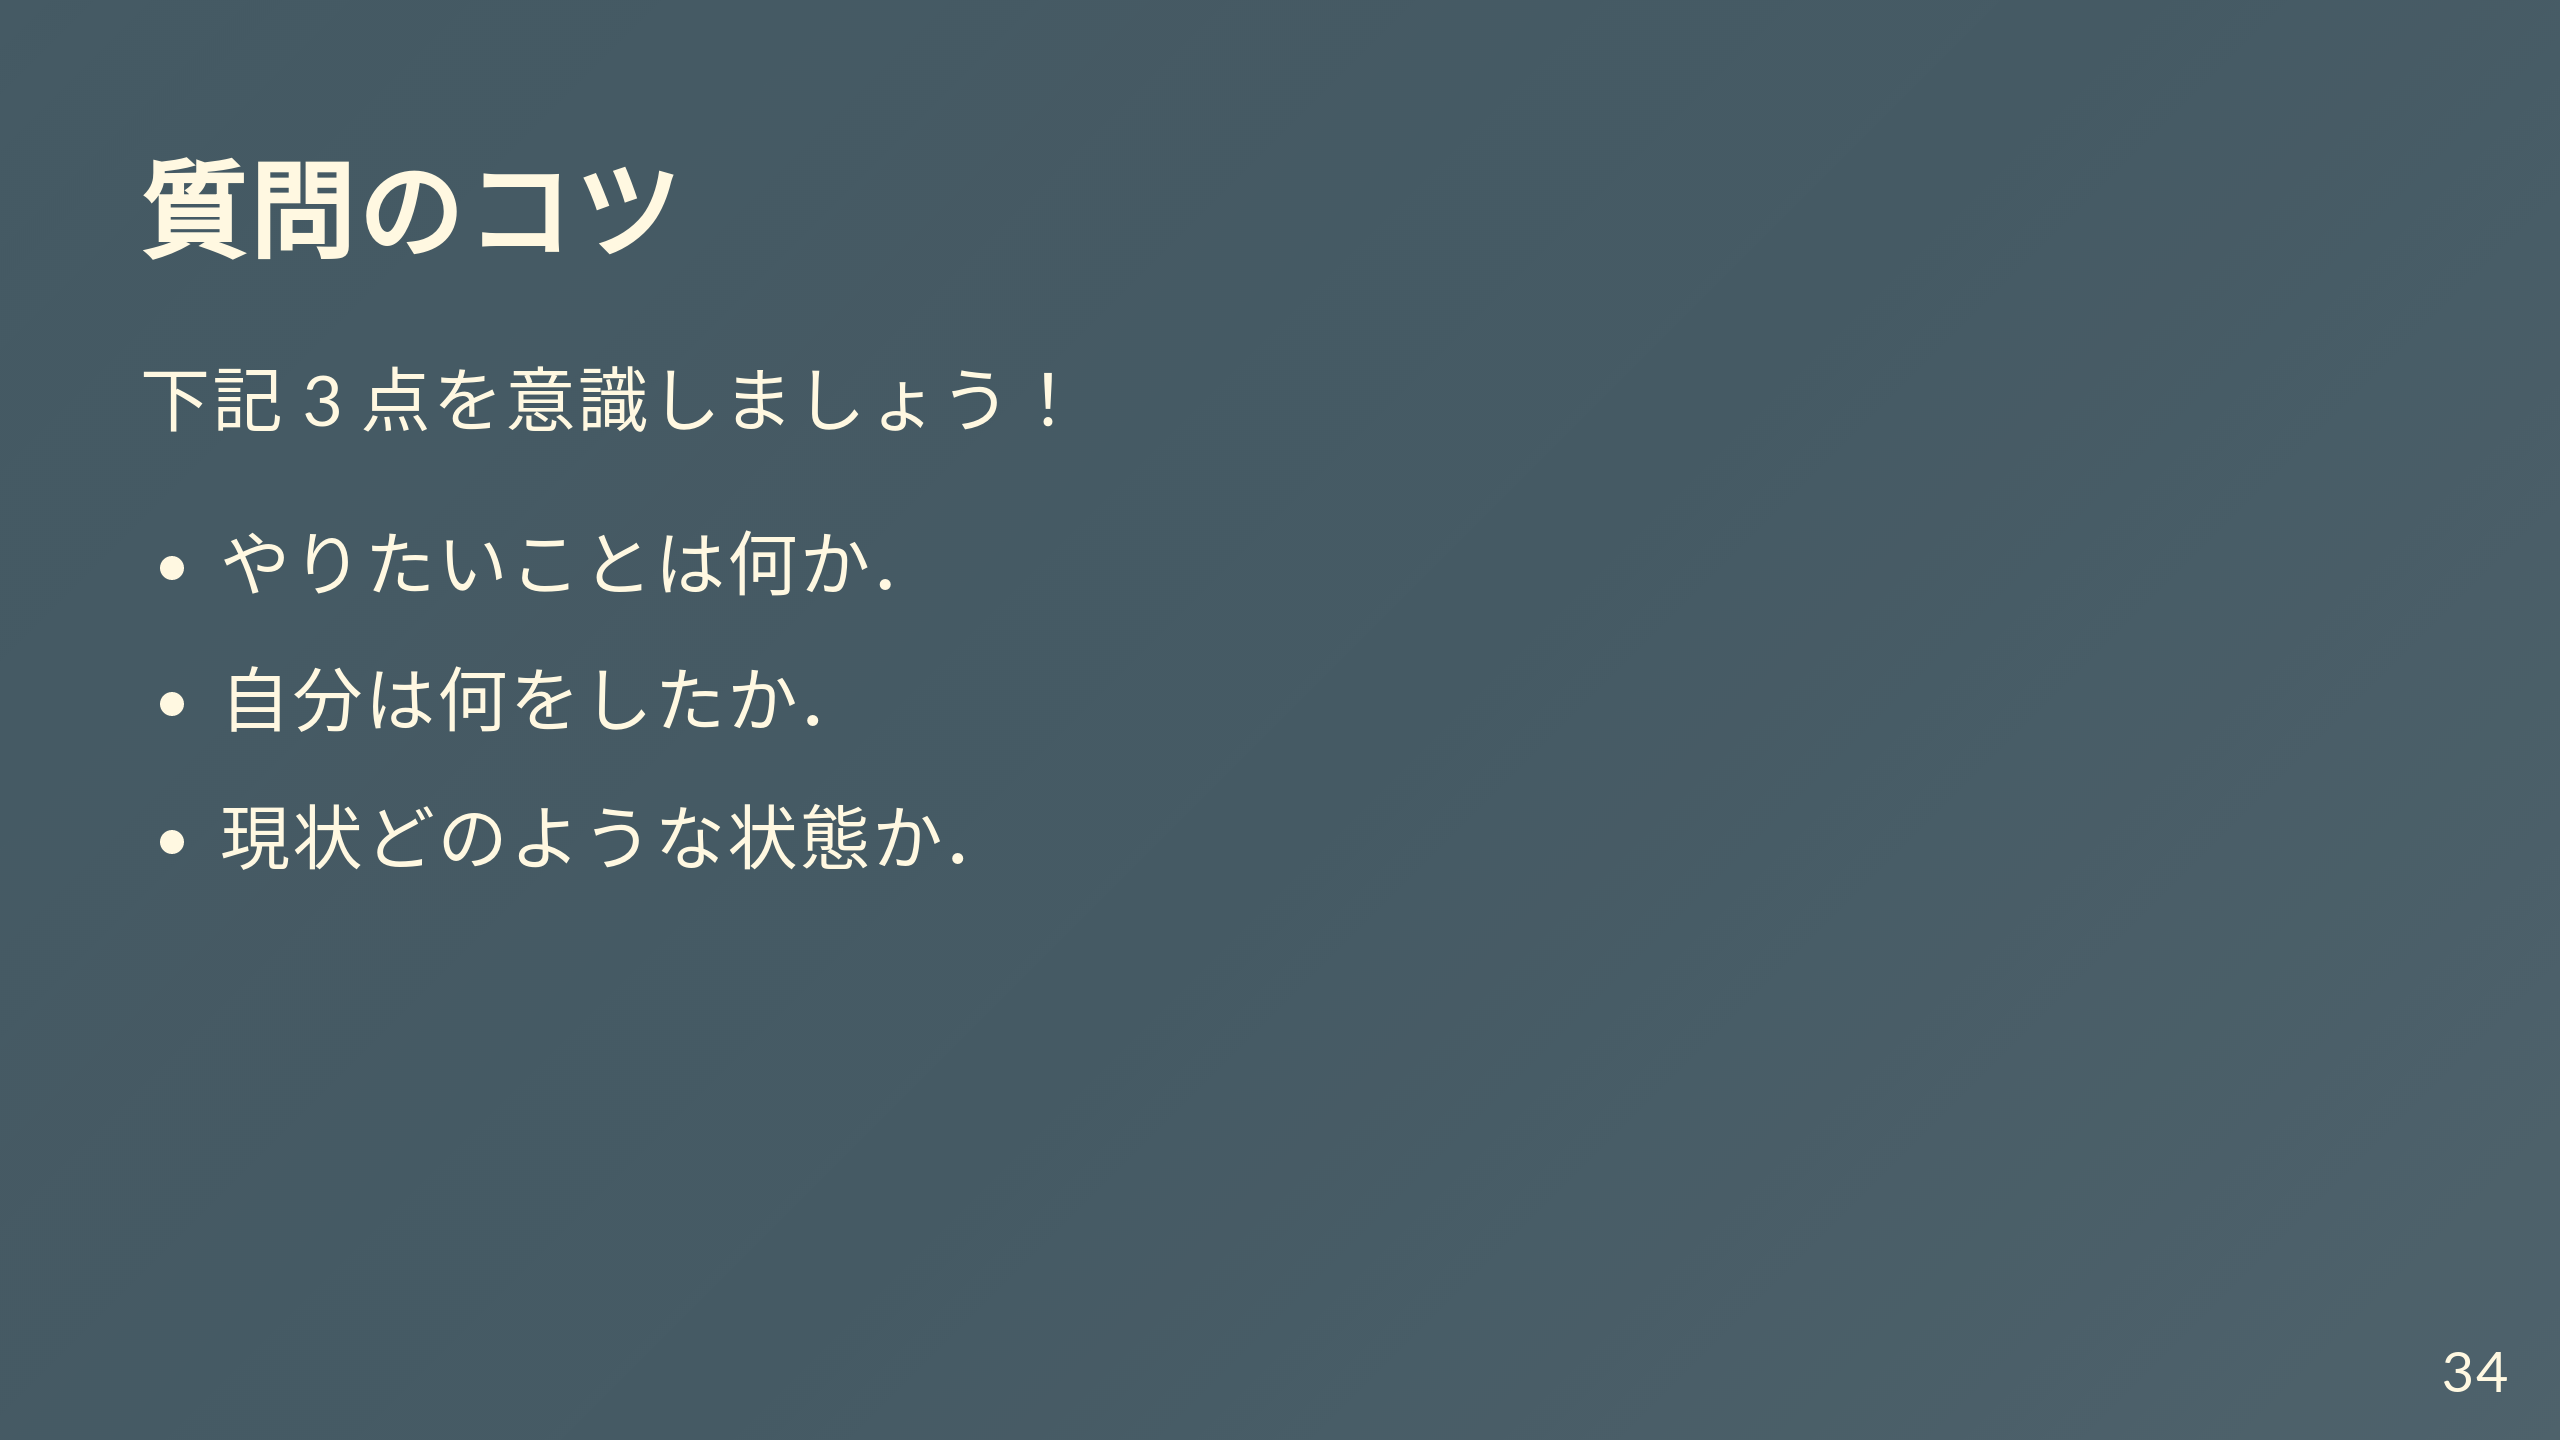 質問のコツ
下記 3 点を意識しましょう！
• やりたいことは何か．
• 自分は何をしたか．
• 現状どのような状態か．
34